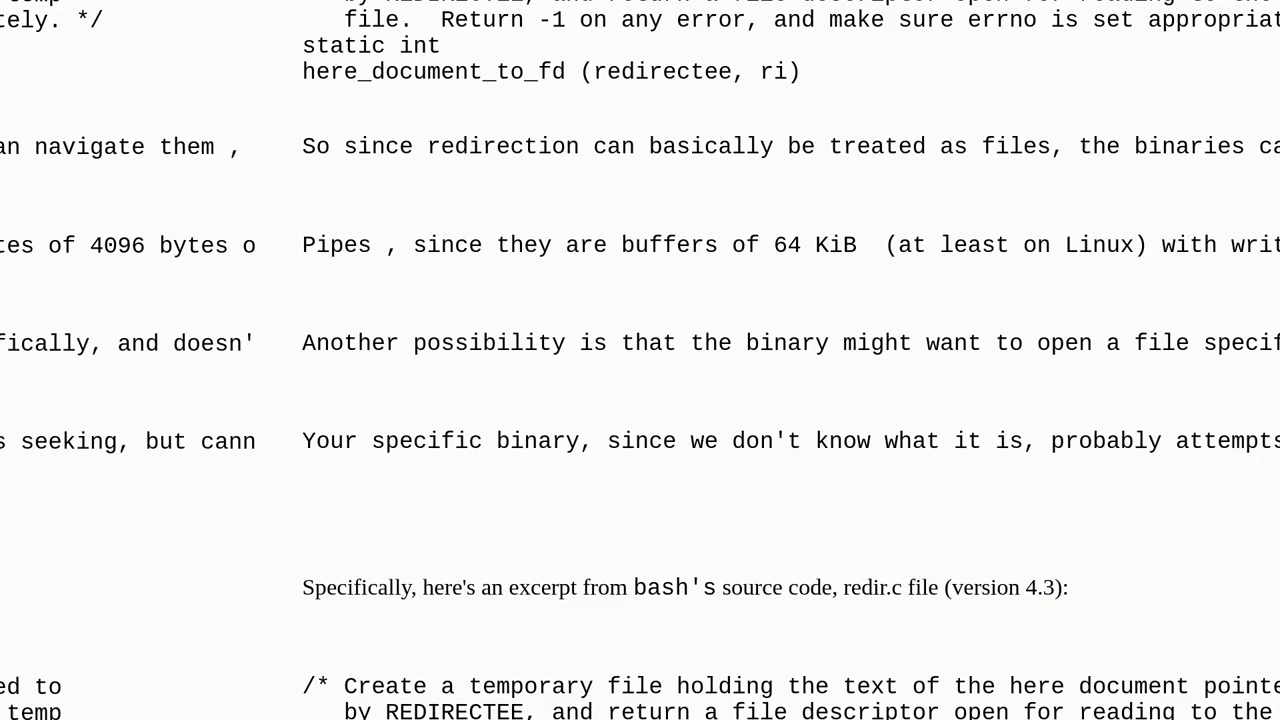 tely. */
an navigate them ,
tes of 4096 bytes o
fically, and doesn'
s seeking, but cann
ed to
temp
file. Return -1 on any error, and make sure errno is set appropriat
static int
here_document_to_fd (redirectee, ri)
So since redirection can basically be treated as files, the binaries ca
Pipes , since they are buffers of 64 KiB (at least on Linux) with writ
Another possibility is that the binary might want to open a file specif
Your specific binary, since we don't know what it is, probably attempts
Specifically, here's an excerpt from bash's source code, redir.c file (version 4.3):
/* Create a temporary file holding the text of the here document pointe
by REDIRECTEE, and return a file descriptor open for reading to the